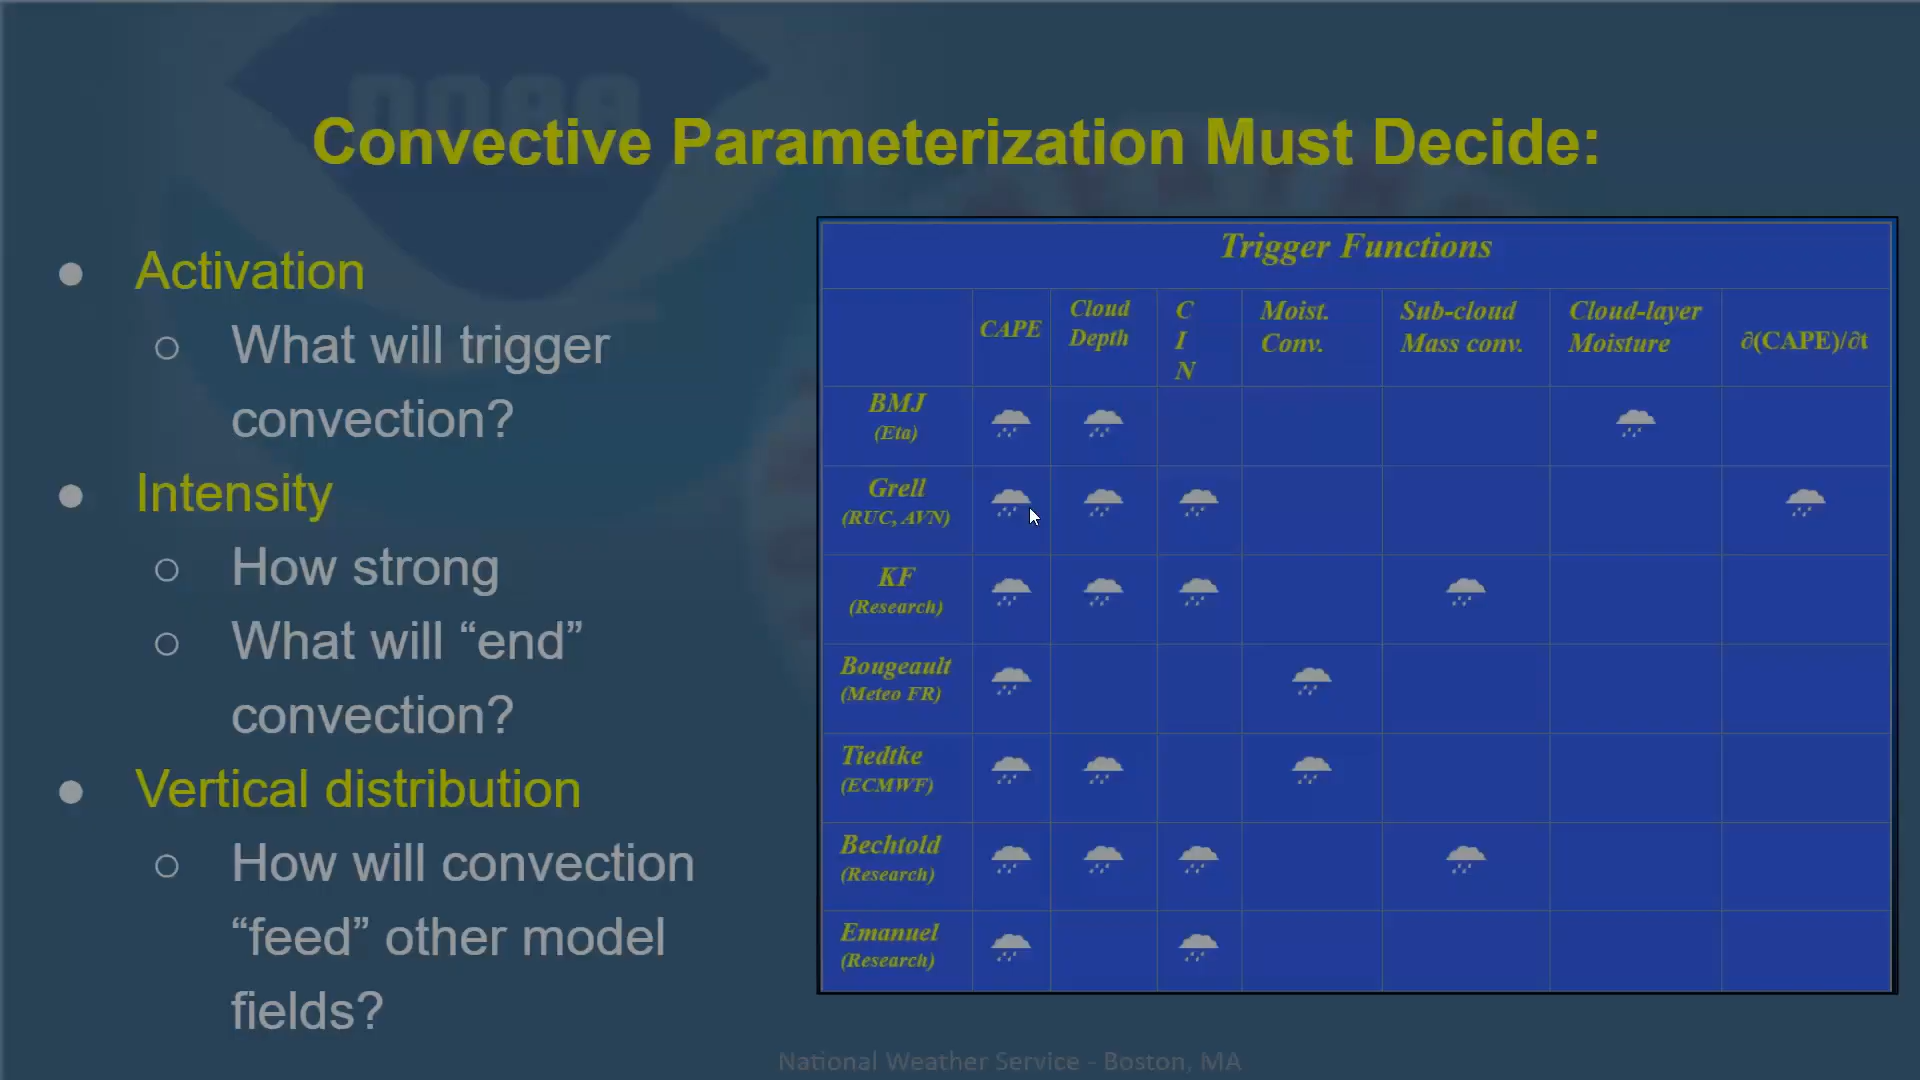 noaa
Convective Parameterization Must Decide:
Activation
What will trigger
convection?
Intensity
How strong
What will “end”
convection?
Vertical distribution
How will convection
“feed” other model
fields?
Trigger Functions
CAPE
Cloud
Depth
C
I
N
Moist.
Conv.
Sub-cloud
Mass conv.
Cloud-layer
Moisture
∂(CAPE)/∂t
BMJ
(Eta)
Grell
(RUC, AVN)
KF
(Research)
Bougeault
(Meteo FR)
Tiedtke
(ECMWF)
Bechtold
(Research)
Emanuel
(Research)
National Weather Service - Boston, MA